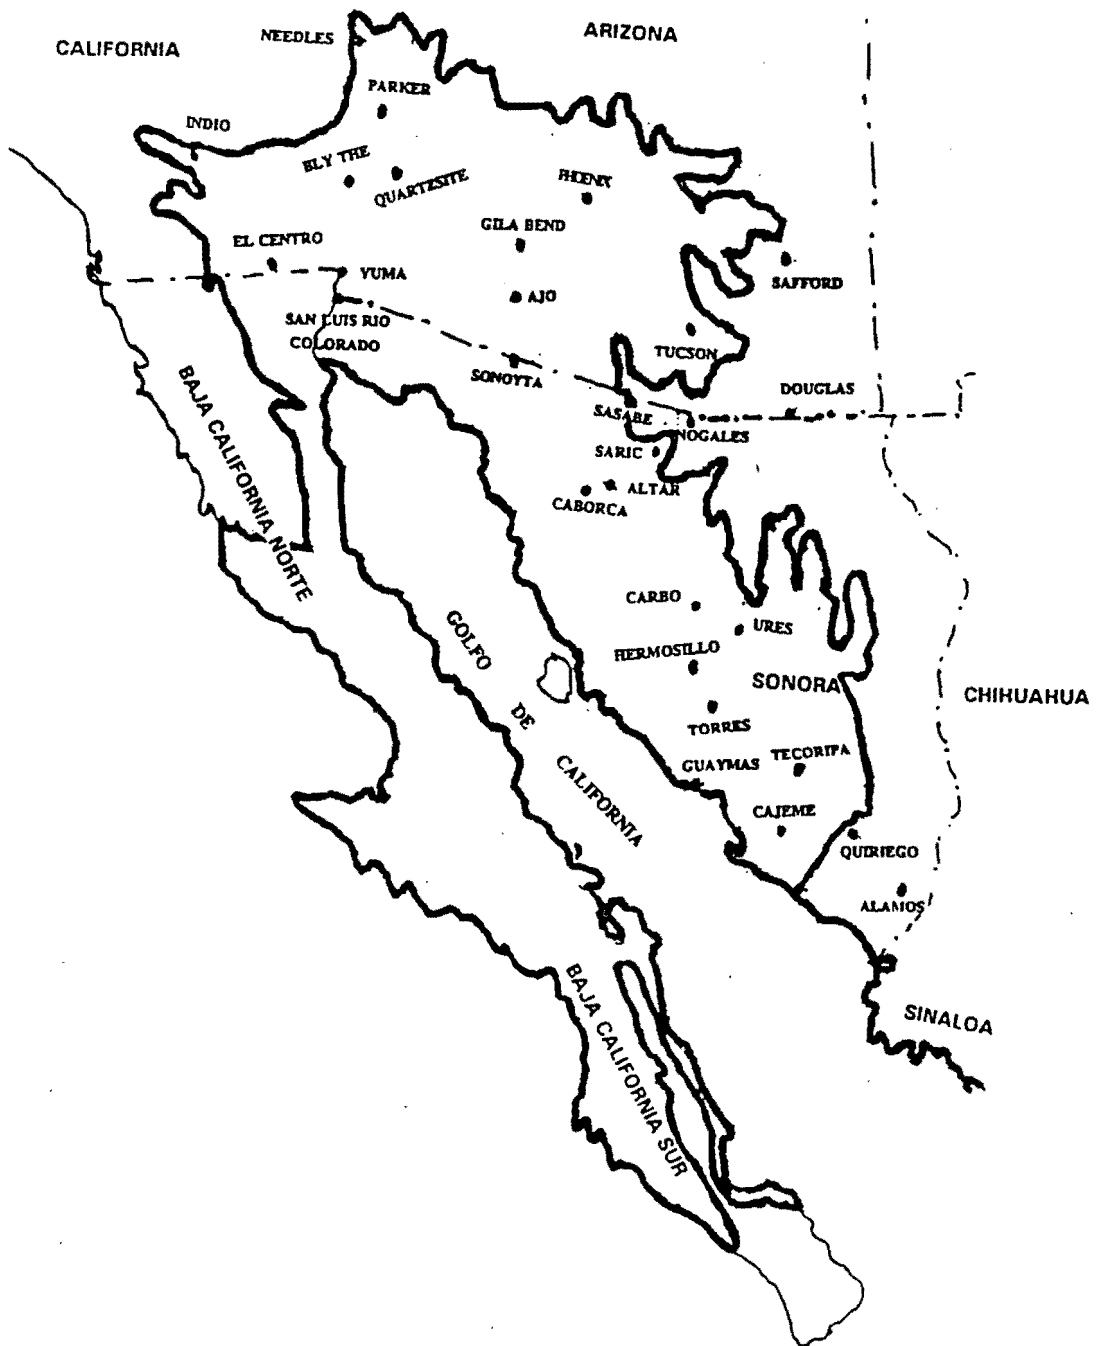 CALIFORNIA
NEEDLES
ARIZONA
PARKER
INDIO
BLY THE
QUARTZSITE
PHOENIX
GILA BEND
EL CENTRO
YUMA
SAFFORD
AJO
SAN LUIS RIO
COLORADO
TUCSON
SONOYTA
DOUGLAS
SASABE
NOGALES
SARIC
ALTAR
CABORCA
BAJA CALIFORNIA NORTE
CARBO
URES
HERMOSILLO
SONORA
CHIHUAHUA
GOLFO
DE
CALIFORNIA
TORRES
GUAYMAS
TECORIPA
CAJEME
QUIRIEGO
ALAMOS
SINALOA
BAJA CALIFORNIA SUR